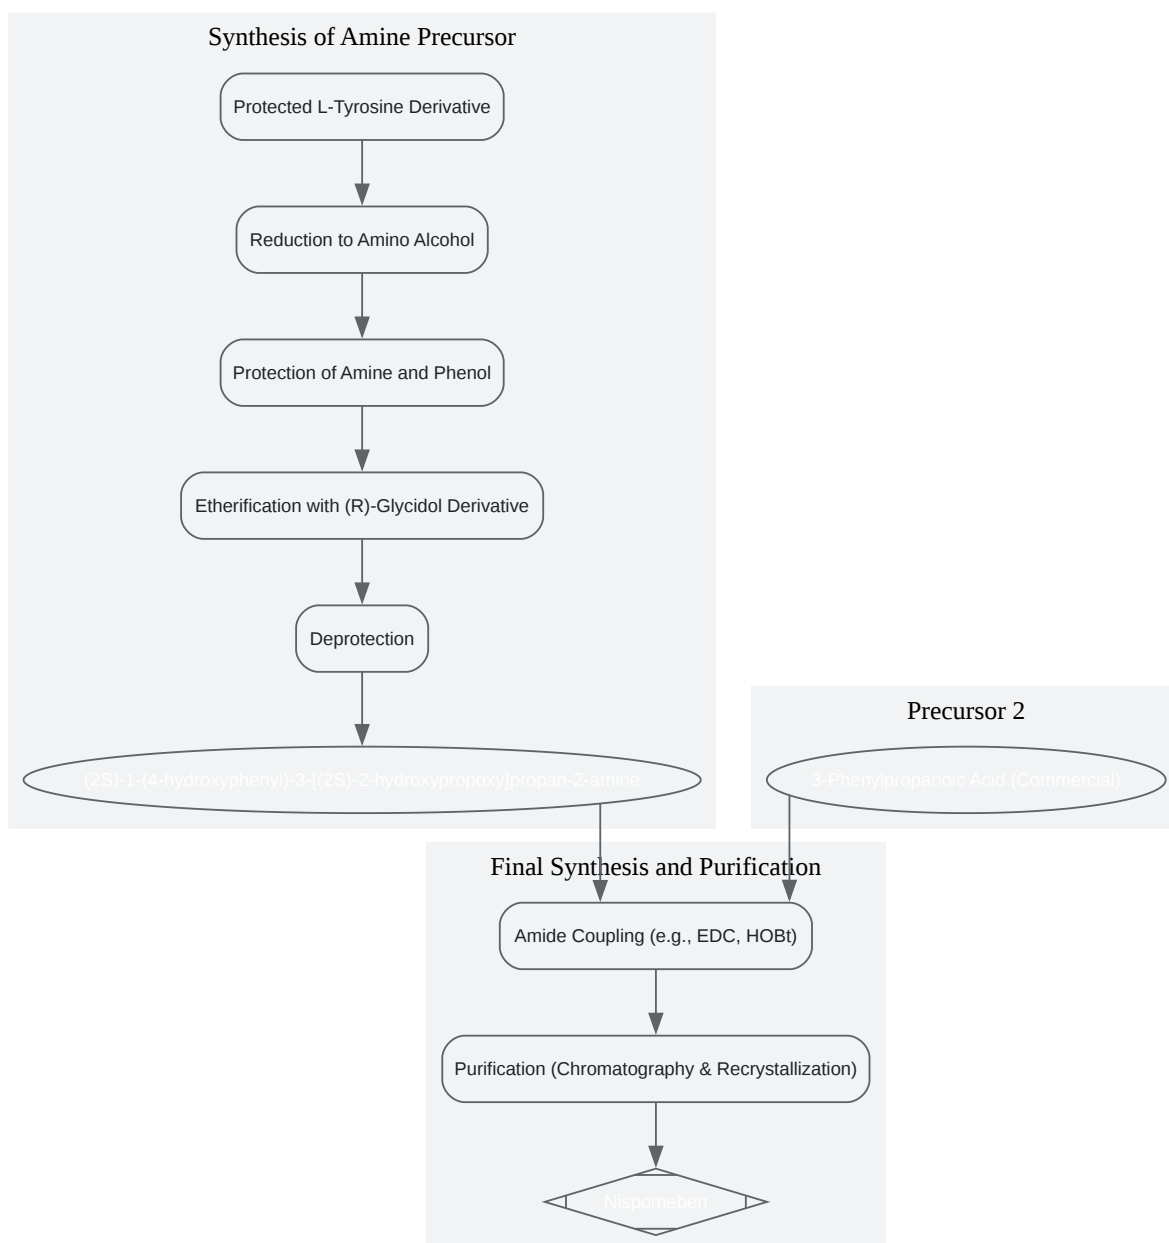 Synthesis of Amine Precursor
Protected L-Tyrosine Derivative
Reduction to Amino Alcohol
Protection of Amine and Phenol
Etherification with (R)-Glycidol Derivative
Deprotection
(2S)-1-(4-hydroxyphenyl)-3-[(2S)-2-hydroxypropoxy]propan-2-amine
Precursor 2
3-Phenylpropanoic Acid (Commercial)
Final Synthesis and Purification
Amide Coupling (e.g., EDC, HOBt)
Purification (Chromatography & Recrystallization)
Nispomeben